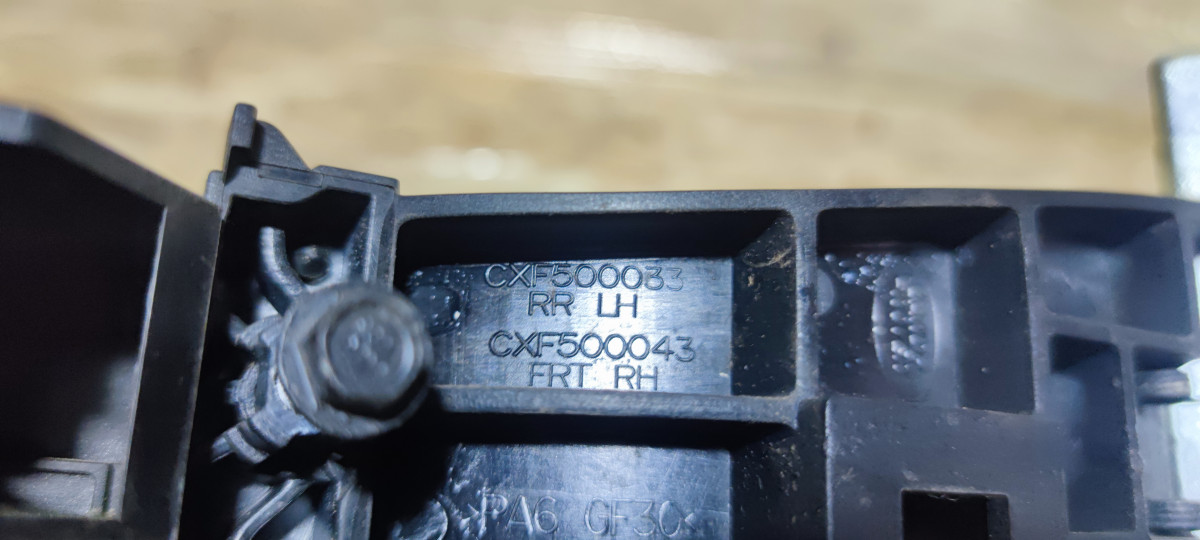 CXF500033
RR LH
CXF500043
FRT RH
>PA6 GF30<